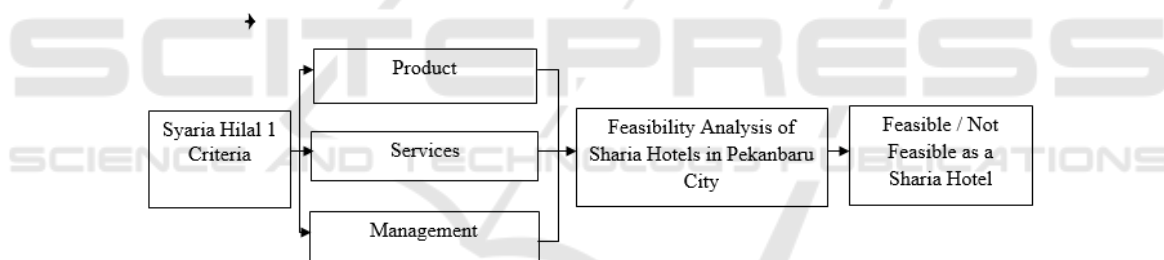 SCITEPRESS
Product
Syaria Hilal 1
Criteria
Services
Management
Feasibility Analysis of
Sharia Hotels in Pekanbaru
City
Feasible / Not
Feasible as a
Sharia Hotel
SCIENCE AND TECHNOLOGY PUBLICATIONS